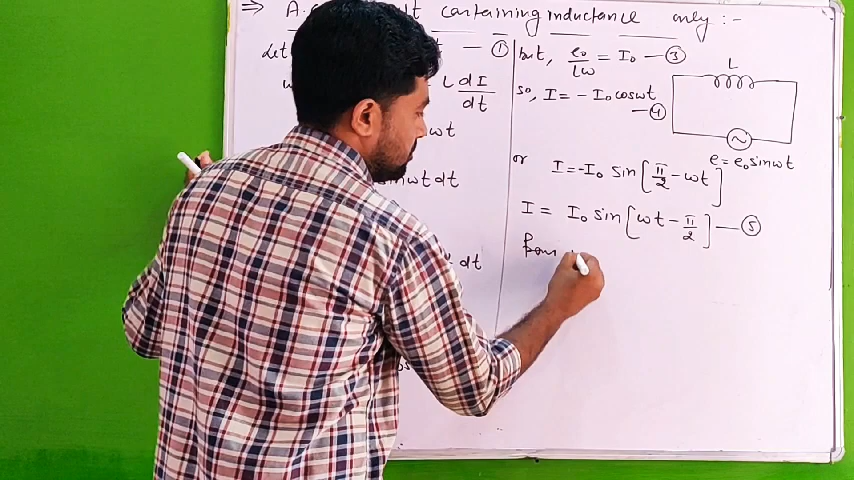 ⇒ A.c containing inductance only :-
Let — ①
L dI/dt
ωt
sinωt dt
dt
but, e₀/Lω = I₀ — ③
so, I = - I₀ cosωt
— ④
or I = -I₀ sin[π/2 - ωt]
I = I₀ sin[ωt - π/2] — ⑤
L
~
e = e₀ sinωt